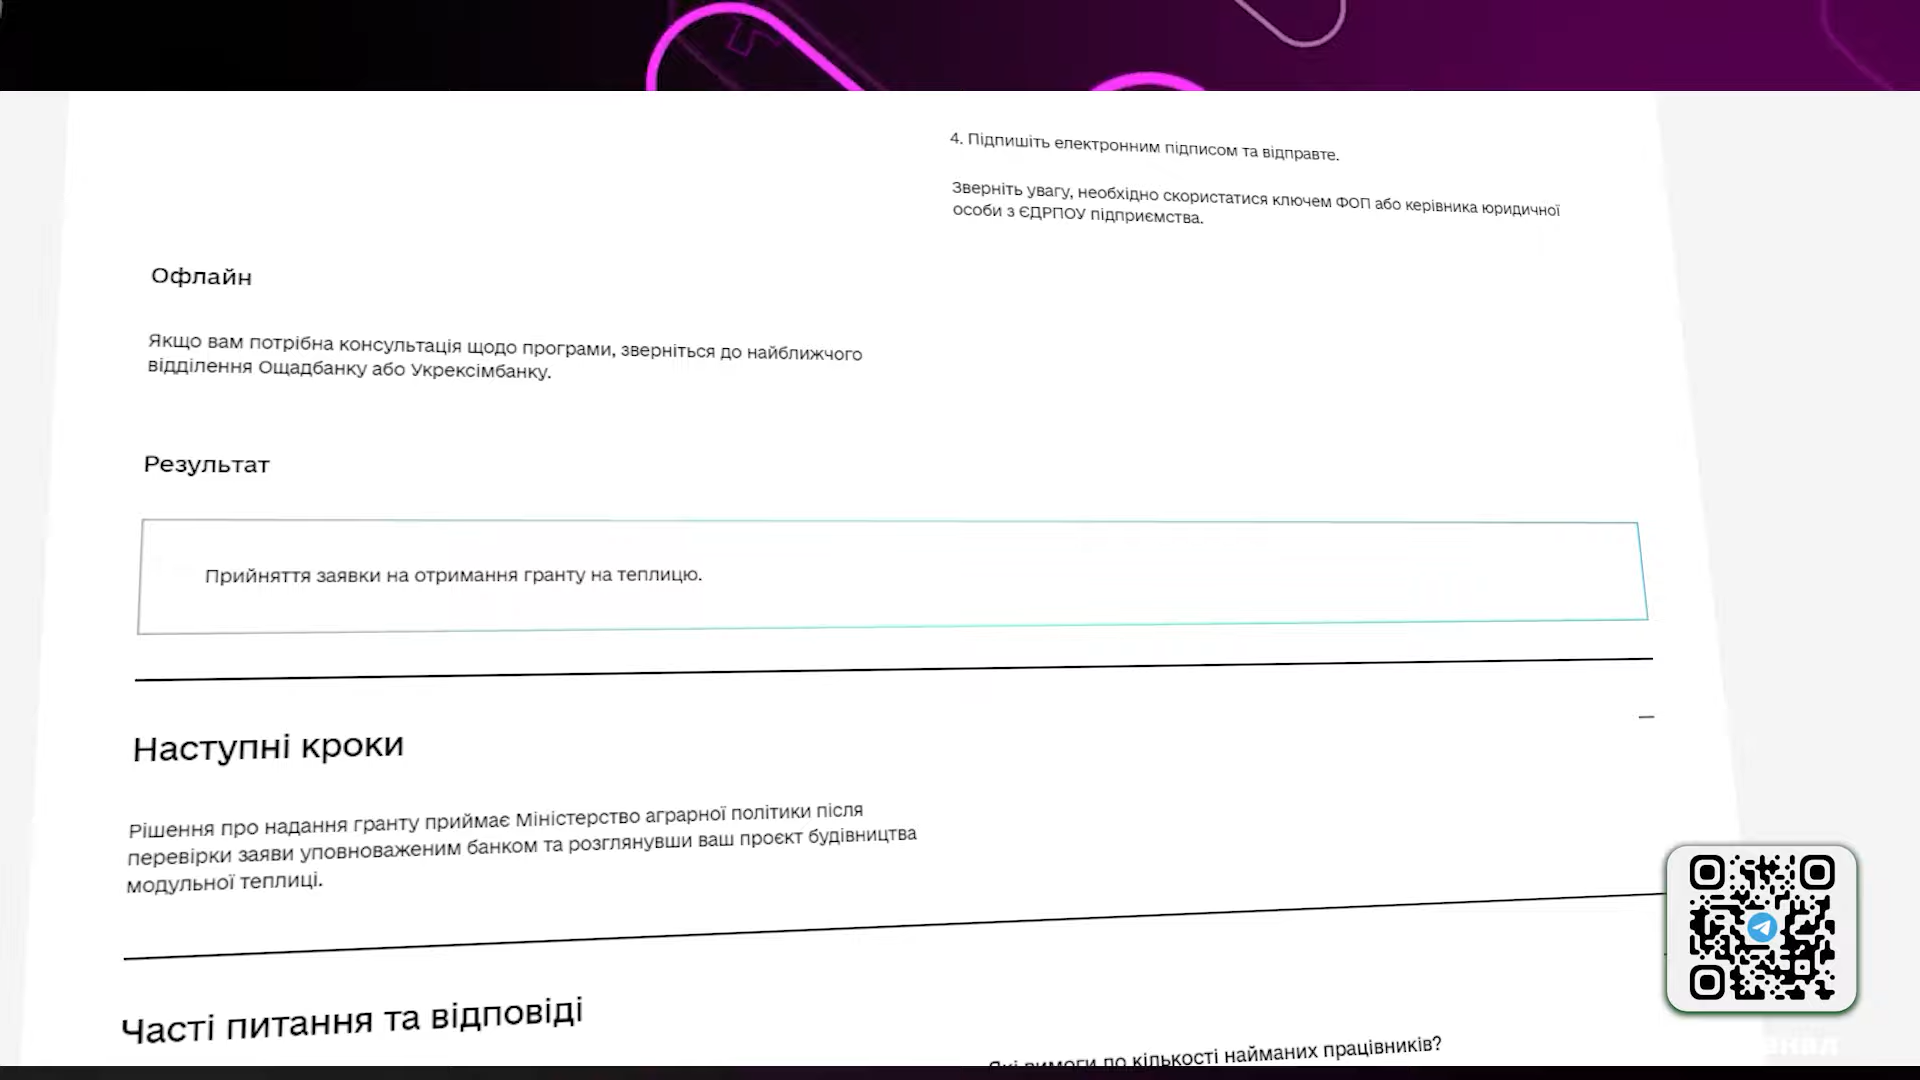 4. Підпишіть електронним підписом та відправте.
Зверніть увагу, необхідно скористатися ключем ФОП або керівника юридичної
особи з ЄДРПОУ підприємства.
Офлайн
Якщо вам потрібна консультація щодо програми, зверніться до найближчого
відділення Ощадбанку або Укрексімбанку.
Результат
Прийняття заявки на отримання гранту на теплицю.
Наступні кроки
Рішення про надання гранту приймає Міністерство аграрної політики після
перевірки заяви уповноваженим банком та розглянувши ваш проєкт будівництва
модульної теплиці.
Часті питання та відповіді
Які вимоги до кількості найманих працівників?